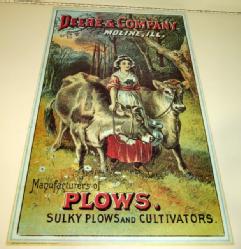 DEERE & COMPANY
MOLINE, ILL.
Manufacturers of
PLOWS.
SULKY PLOWS AND CULTIVATORS.